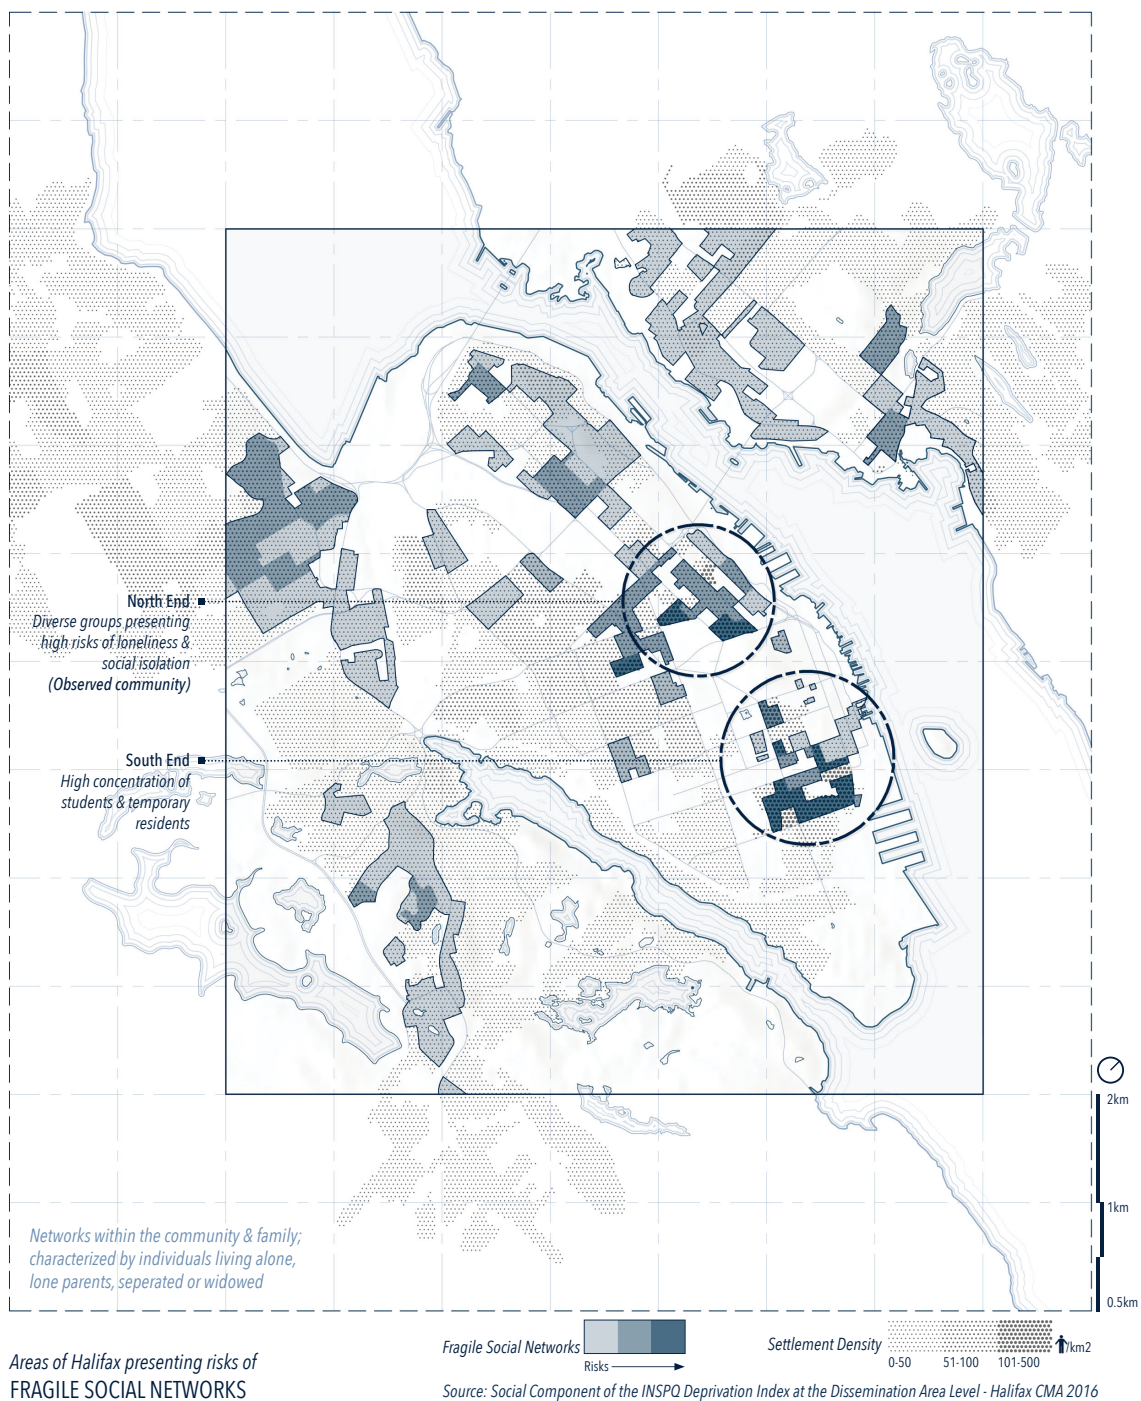 North End
Diverse groups presenting
high risks of loneliness &
social isolation
(Observed community)
South End
High concentration of
students & temporary
residents
2km
1km
0.5km
Networks within the community & family;
characterized by individuals living alone,
lone parents, seperated or widowed
Areas of Halifax presenting risks of
FRAGILE SOCIAL NETWORKS
Fragile Social Networks
Risks
Settlement Density
/km2
0-50 51-100 101-500
Source: Social Component of the INSPQ Deprivation Index at the Dissemination Area Level - Halifax CMA 2016